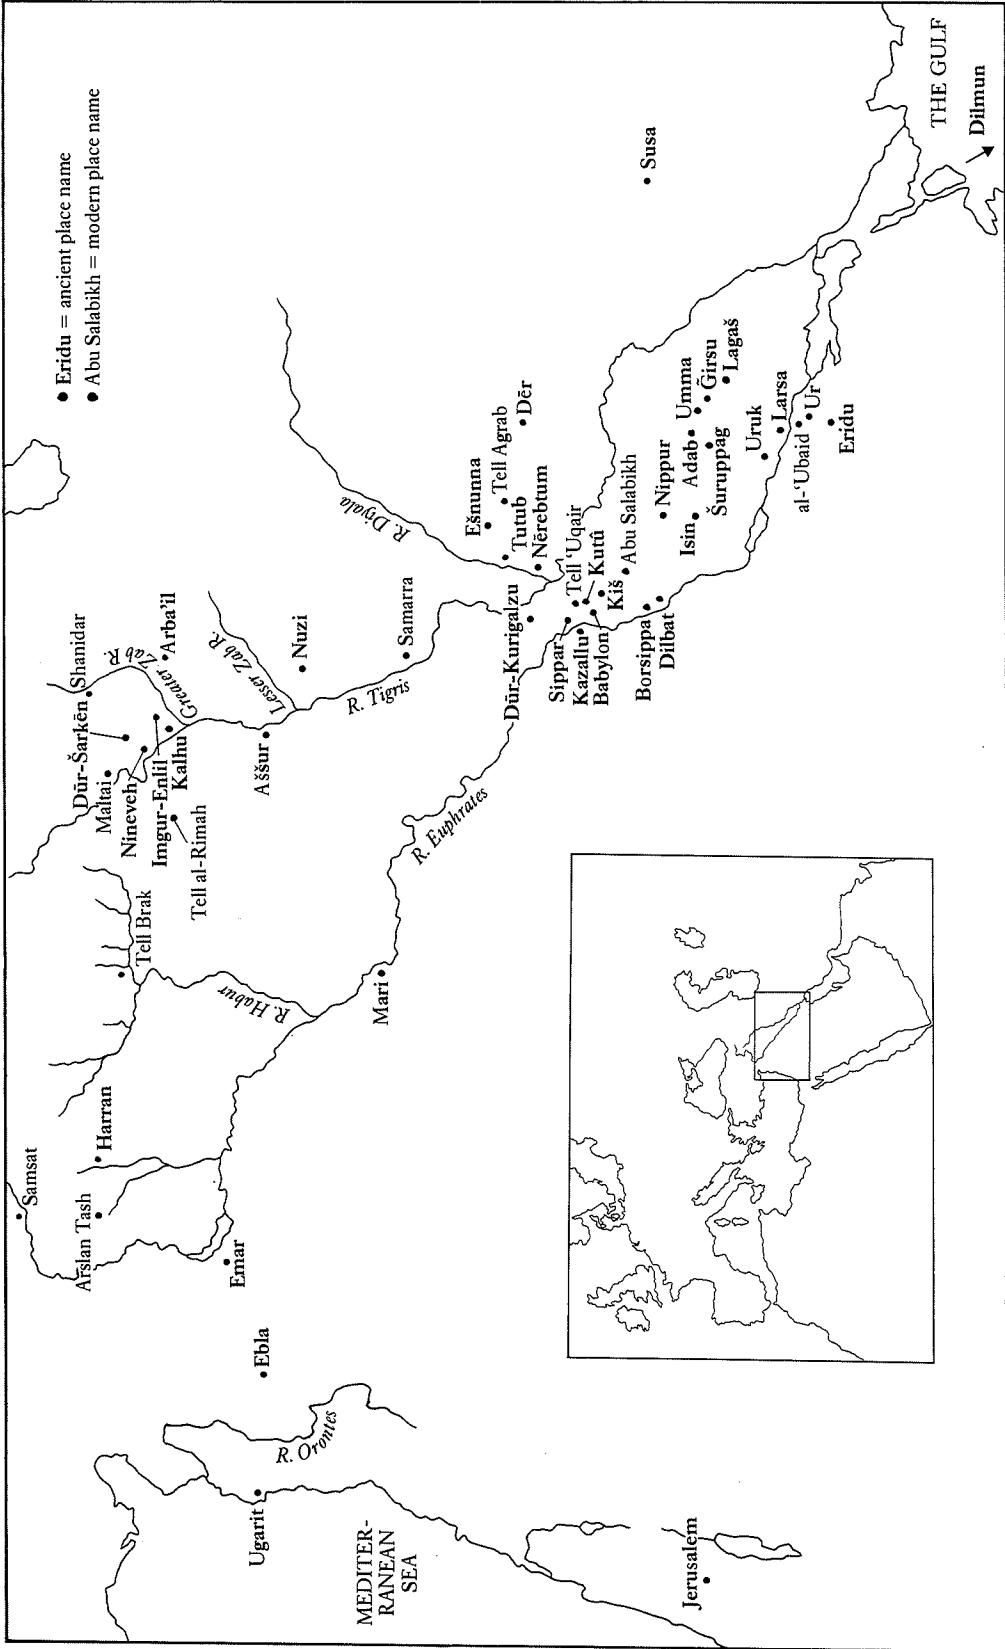 ● Eridu = ancient place name
● Abu Salabikh = modern place name
Samsat
Arslan Tash
Harran
Emar
Ebla
R. Orontes
Ugarit
MEDITER-
RANEAN
SEA
Jerusalem
Tell Brak
R. Habur
Mari
R. Euphrates
Dūr-Šarkēn
Shanidar
Maltai
Greater Zab R.
Arba'il
Nineveh
Imgur-Enlil
Kalhu
Tell al-Rimah
Lesser Zab R.
Aššur
Nuzi
R. Tigris
Samarra
R. Diyala
Ešnunna
Tell Agrab
Tutub
Dēr
Nērebtum
Dūr-Kurigalzu
Tell ʿUqair
Sippar
Kutû
Kazallu
Babylon
Kiš
Abu Salabikh
Borsippa
Dilbat
Nippur
Isin
Adab
Umma
Šuruppag
G̃irsu
Lagaš
Uruk
Larsa
al-ʿUbaid
Ur
Eridu
Susa
THE GULF
Dilmun